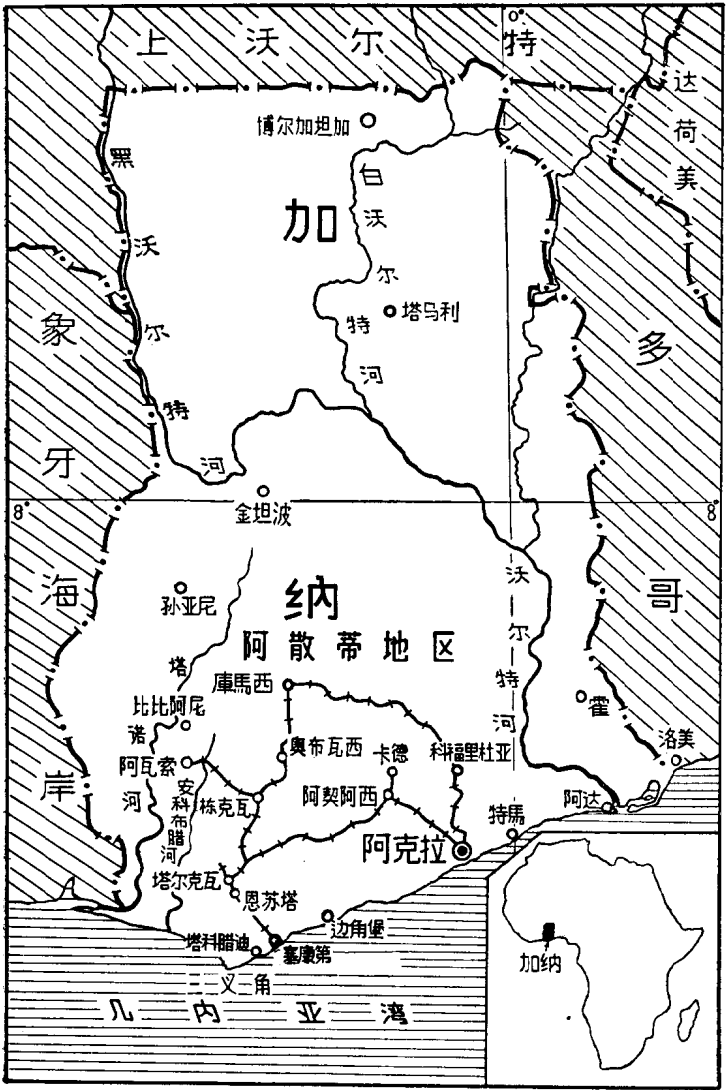 上沃尔特
达荷美
博尔加坦加
黑沃尔特河
白沃尔特河
加纳
塔马利
象牙海岸
多哥
8°
8°
金坦波
孙亚尼
阿散蒂地区
沃尔特河
塔诺河
庫馬西
比比阿尼
霍
奥布瓦西
卡德
科福里杜亚
洛美
阿瓦索
安科布腊河
栋克瓦
阿契阿西
特馬
阿达
阿克拉
塔尔克瓦
恩苏塔
边角堡
塔科腊迪
塞康第
三义角
几内亚湾
加纳